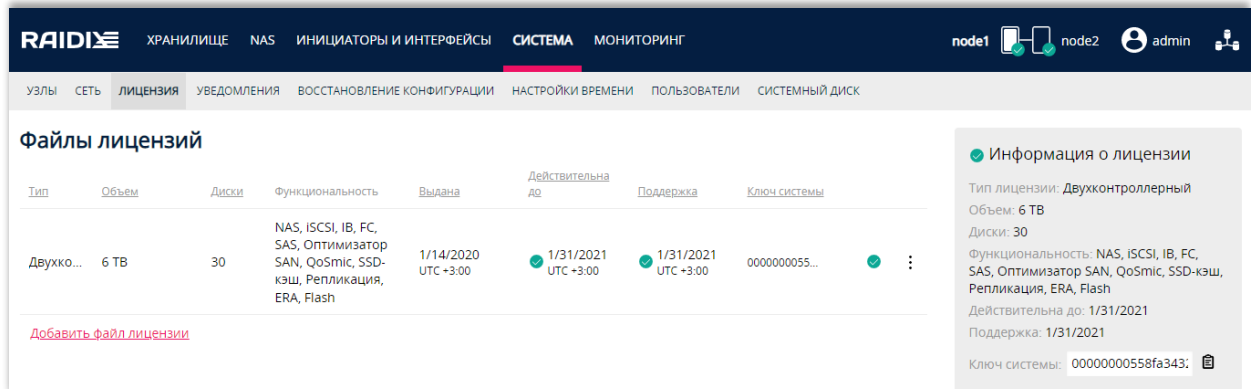 RAIDIX ХРАНИЛИЩЕ NAS ИНИЦИАТОРЫ И ИНТЕРФЕЙСЫ СИСТЕМА МОНИТОРИНГ node1 node2 admin
УЗЛЫ СЕТЬ ЛИЦЕНЗИЯ УВЕДОМЛЕНИЯ ВОССТАНОВЛЕНИЕ КОНФИГУРАЦИИ НАСТРОЙКИ ВРЕМЕНИ ПОЛЬЗОВАТЕЛИ СИСТЕМНЫЙ ДИСК
Файлы лицензий
Тип Объем Диски Функциональность Выдана Действительна до Поддержка Ключ системы
Двухко... 6 TB 30
NAS, iSCSI, IB, FC,
SAS, Оптимизатор
SAN, QoSmic, SSD-
кэш, Репликация,
ERA, Flash
1/14/2020
UTC +3:00
1/31/2021
UTC +3:00
1/31/2021
UTC +3:00
0000000055...
Добавить файл лицензии
Информация о лицензии
Тип лицензии: Двухконтроллерный
Объем: 6 TB
Диски: 30
Функциональность: NAS, iSCSI, IB, FC,
SAS, Оптимизатор SAN, QoSmic, SSD-кэш,
Репликация, ERA, Flash
Действительна до: 1/31/2021
Поддержка: 1/31/2021
Ключ системы: 00000000558fa343